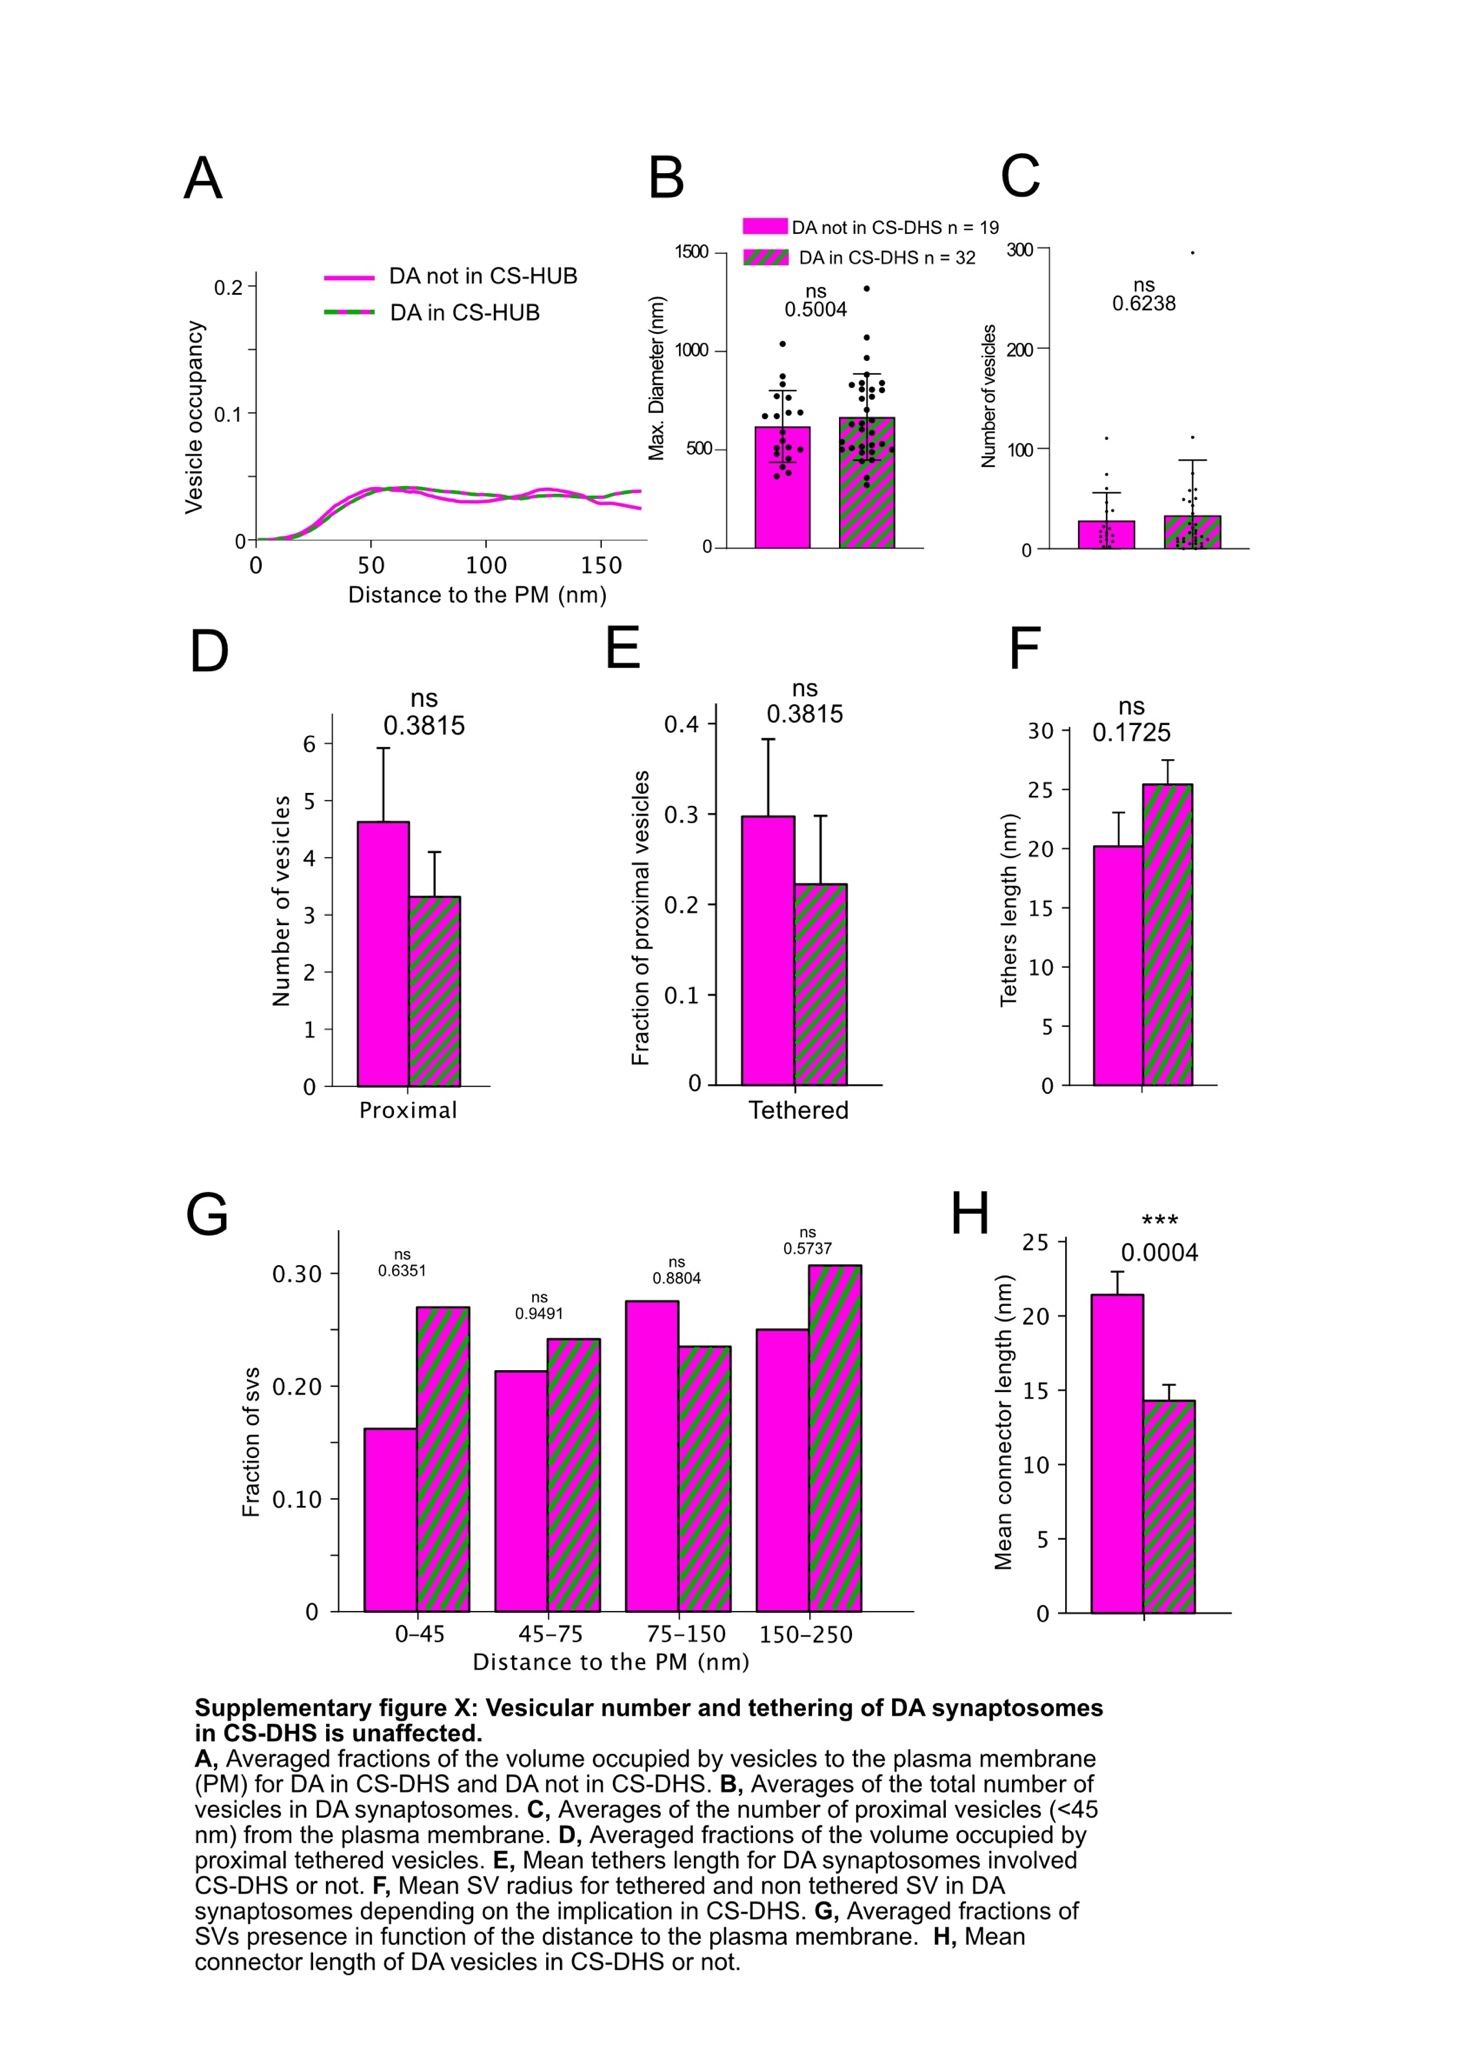 A
Vesicle occupancy
0.2
0.1
0
DA not in CS-HUB
DA in CS-HUB
0 50 100 150
Distance to the PM (nm)
B
DA not in CS-DHS n = 19
DA in CS-DHS n = 32
Max. Diameter (nm)
1500
1000
500
0
ns
0.5004
C
Number of vesicles
300
200
100
0
ns
0.6238
D
ns
0.3815
Number of vesicles
6
5
4
3
2
1
0
Proximal
E
ns
0.3815
Fraction of proximal vesicles
0.4
0.3
0.2
0.1
0
Tethered
F
ns
0.1725
Tethers length (nm)
30
25
20
15
10
5
0
G
Fraction of svs
0.30
0.20
0.10
0
ns
0.6351
ns
0.9491
ns
0.8804
ns
0.5737
0–45 45–75 75–150 150–250
Distance to the PM (nm)
H
***
0.0004
Mean connector length (nm)
25
20
15
10
5
0
Supplementary figure X: Vesicular number and tethering of DA synaptosomes
in CS-DHS is unaffected.
A, Averaged fractions of the volume occupied by vesicles to the plasma membrane
(PM) for DA in CS-DHS and DA not in CS-DHS. B, Averages of the total number of
vesicles in DA synaptosomes. C, Averages of the number of proximal vesicles (<45
nm) from the plasma membrane. D, Averaged fractions of the volume occupied by
proximal tethered vesicles. E, Mean tethers length for DA synaptosomes involved
CS-DHS or not. F, Mean SV radius for tethered and non tethered SV in DA
synaptosomes depending on the implication in CS-DHS. G, Averaged fractions of
SVs presence in function of the distance to the plasma membrane. H, Mean
connector length of DA vesicles in CS-DHS or not.